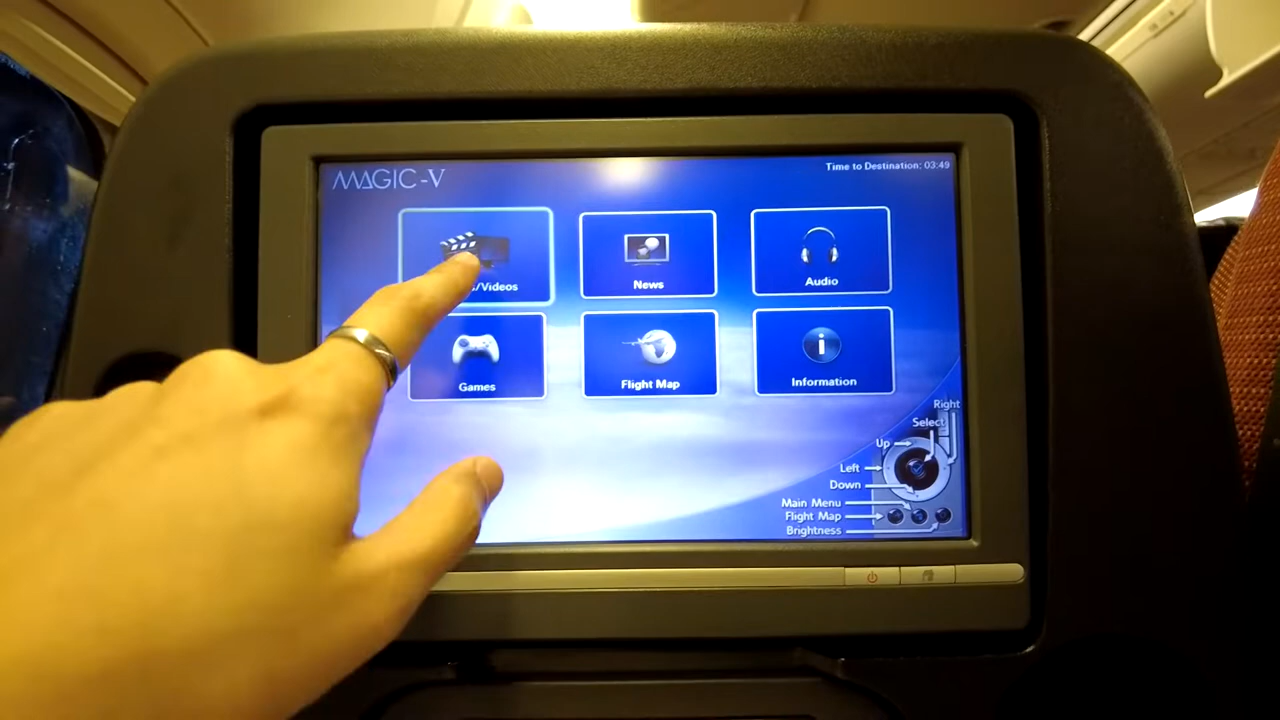 MAGIC-V
Time to Destination: 03:49
/Videos
News
Audio
Games
Flight Map
Information
Right
Select
Up
Left
Down
Main Menu
Flight Map
Brightness